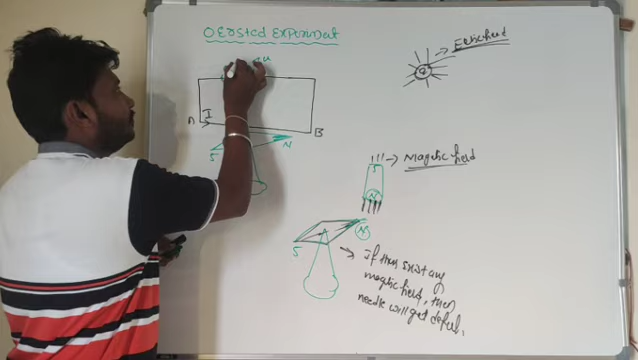 Oersted Experiment
A
I
B
S
N
Q
→ Electric field
S
→ Magnetic field
N
S
N
→ if there exist any
magnetic field, then
needle will get deflect.